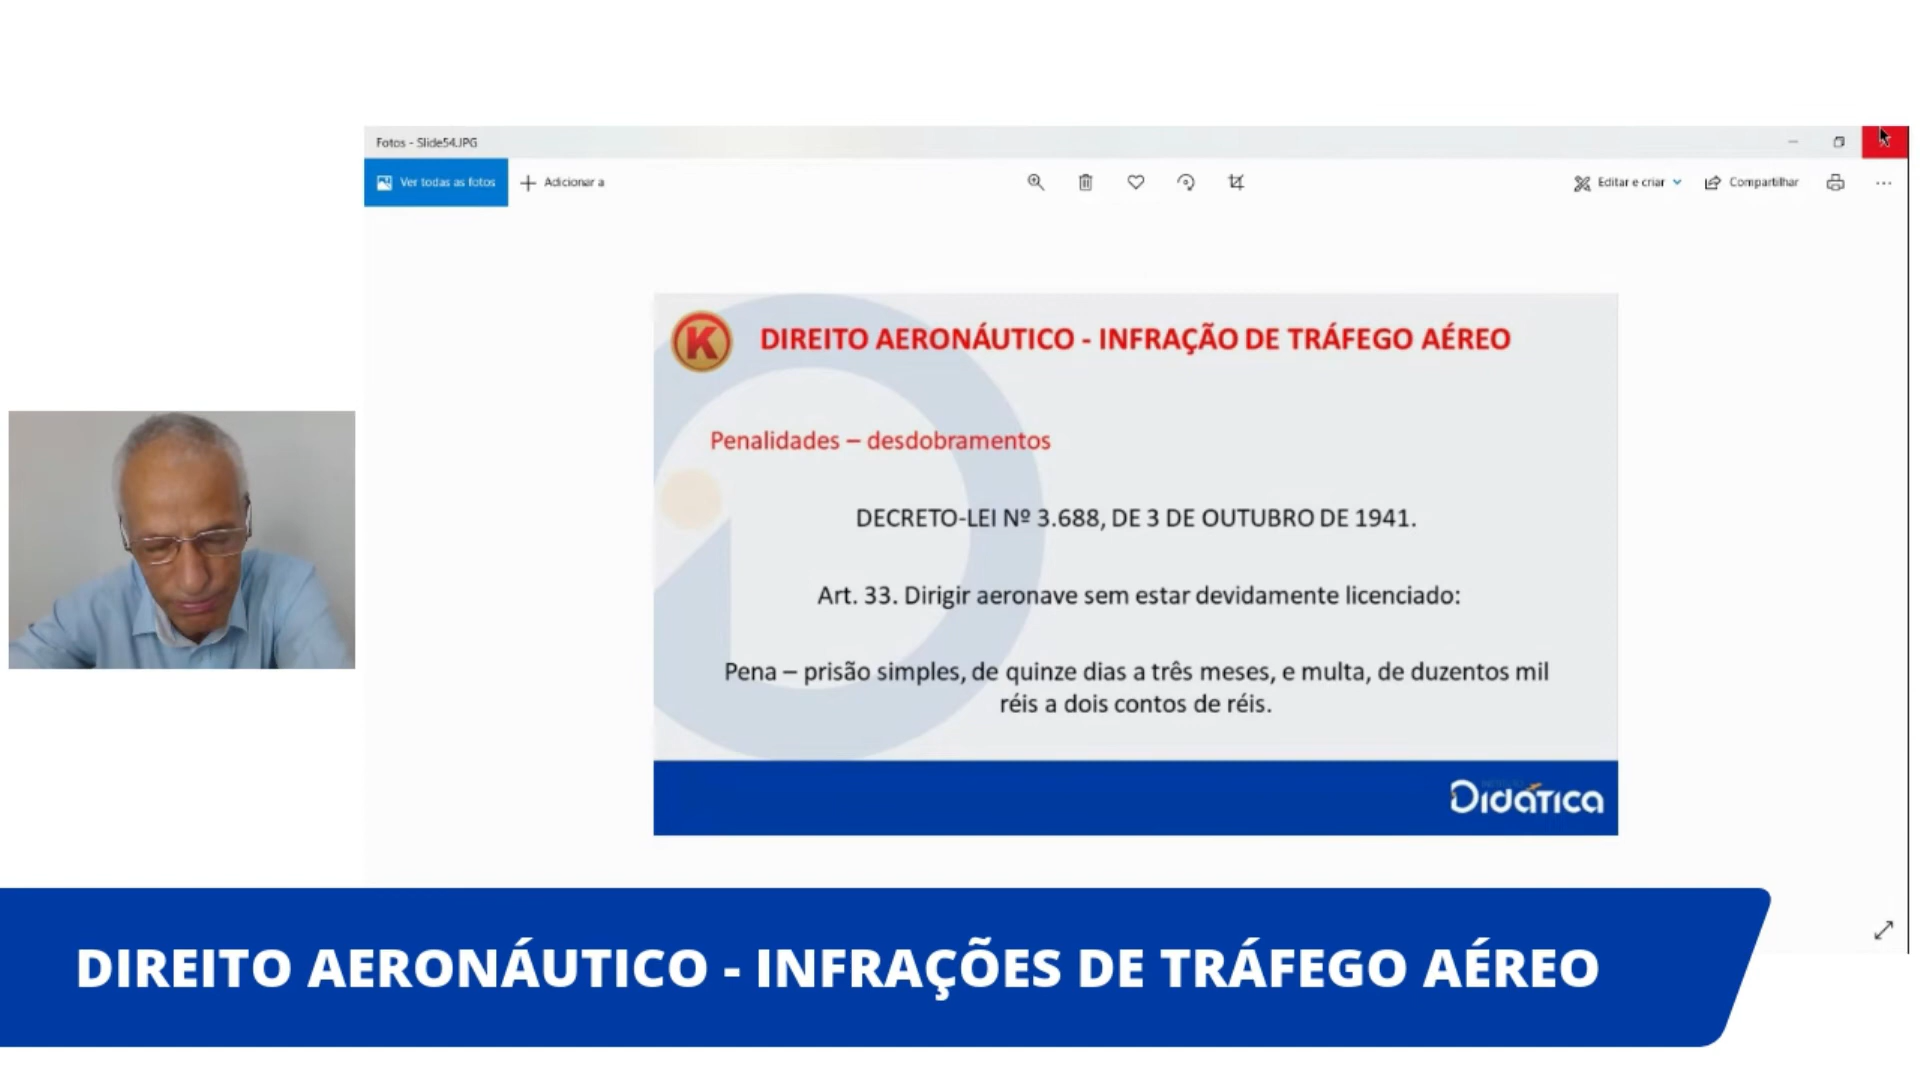 Fotos - Slide54.JPG
Ver todas as fotos
Adicionar a
Editar e criar
Compartilhar
K
DIREITO AERONÁUTICO - INFRAÇÃO DE TRÁFEGO AÉREO
Penalidades – desdobramentos
DECRETO-LEI Nº 3.688, DE 3 DE OUTUBRO DE 1941.
Art. 33. Dirigir aeronave sem estar devidamente licenciado:
Pena – prisão simples, de quinze dias a três meses, e multa, de duzentos mil
réis a dois contos de réis.
Didática
DIREITO AERONÁUTICO - INFRAÇÕES DE TRÁFEGO AÉREO